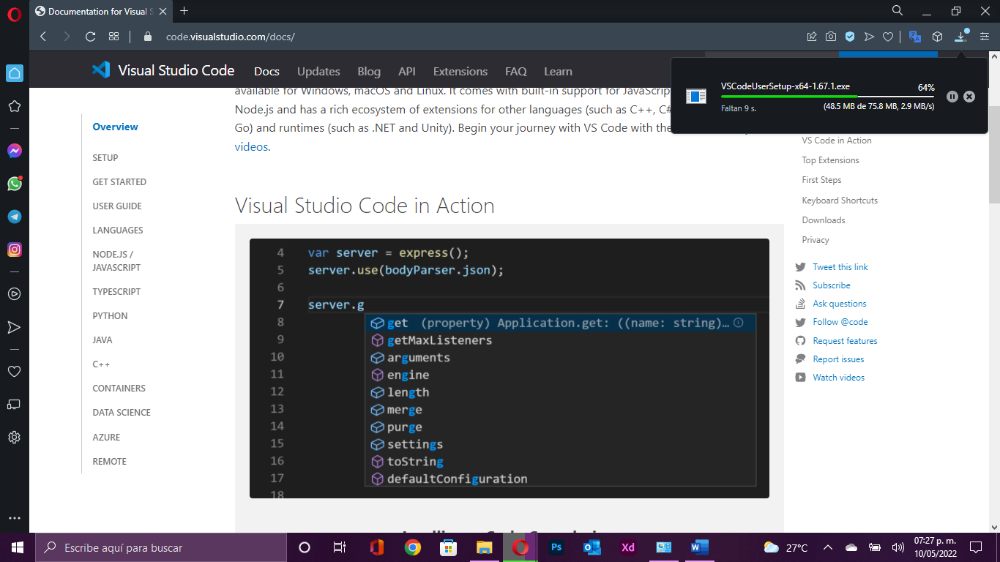 Documentation for Visual S
code.visualstudio.com/docs/
Visual Studio Code
Docs
Updates
Blog
API
Extensions
FAQ
Learn
VSCodeUserSetup-x64-1.67.1.exe
64%
Faltan 9 s.
(48.5 MB de 75.8 MB, 2.9 MB/s)
available for Windows, macOS and Linux. It comes with built-in support for JavaScrip
Node.js and has a rich ecosystem of extensions for other languages (such as C++, C#
Go) and runtimes (such as .NET and Unity). Begin your journey with VS Code with the
videos.
Overview
SETUP
GET STARTED
USER GUIDE
LANGUAGES
NODE.JS /
JAVASCRIPT
TYPESCRIPT
PYTHON
JAVA
C++
CONTAINERS
DATA SCIENCE
AZURE
REMOTE
Visual Studio Code in Action
4 var server = express();
5 server.use(bodyParser.json);
6
7 server.g
8 get (property) Application.get: ((name: string)…
9 getMaxListeners
10 arguments
11 engine
12 length
13 merge
14 purge
15 settings
16 toString
17 defaultConfiguration
18
VS Code in Action
Top Extensions
First Steps
Keyboard Shortcuts
Downloads
Privacy
Tweet this link
Subscribe
Ask questions
Follow @code
Request features
Report issues
Watch videos
Escribe aquí para buscar
Ps
Xd
27°C
07:27 p. m.
10/05/2022